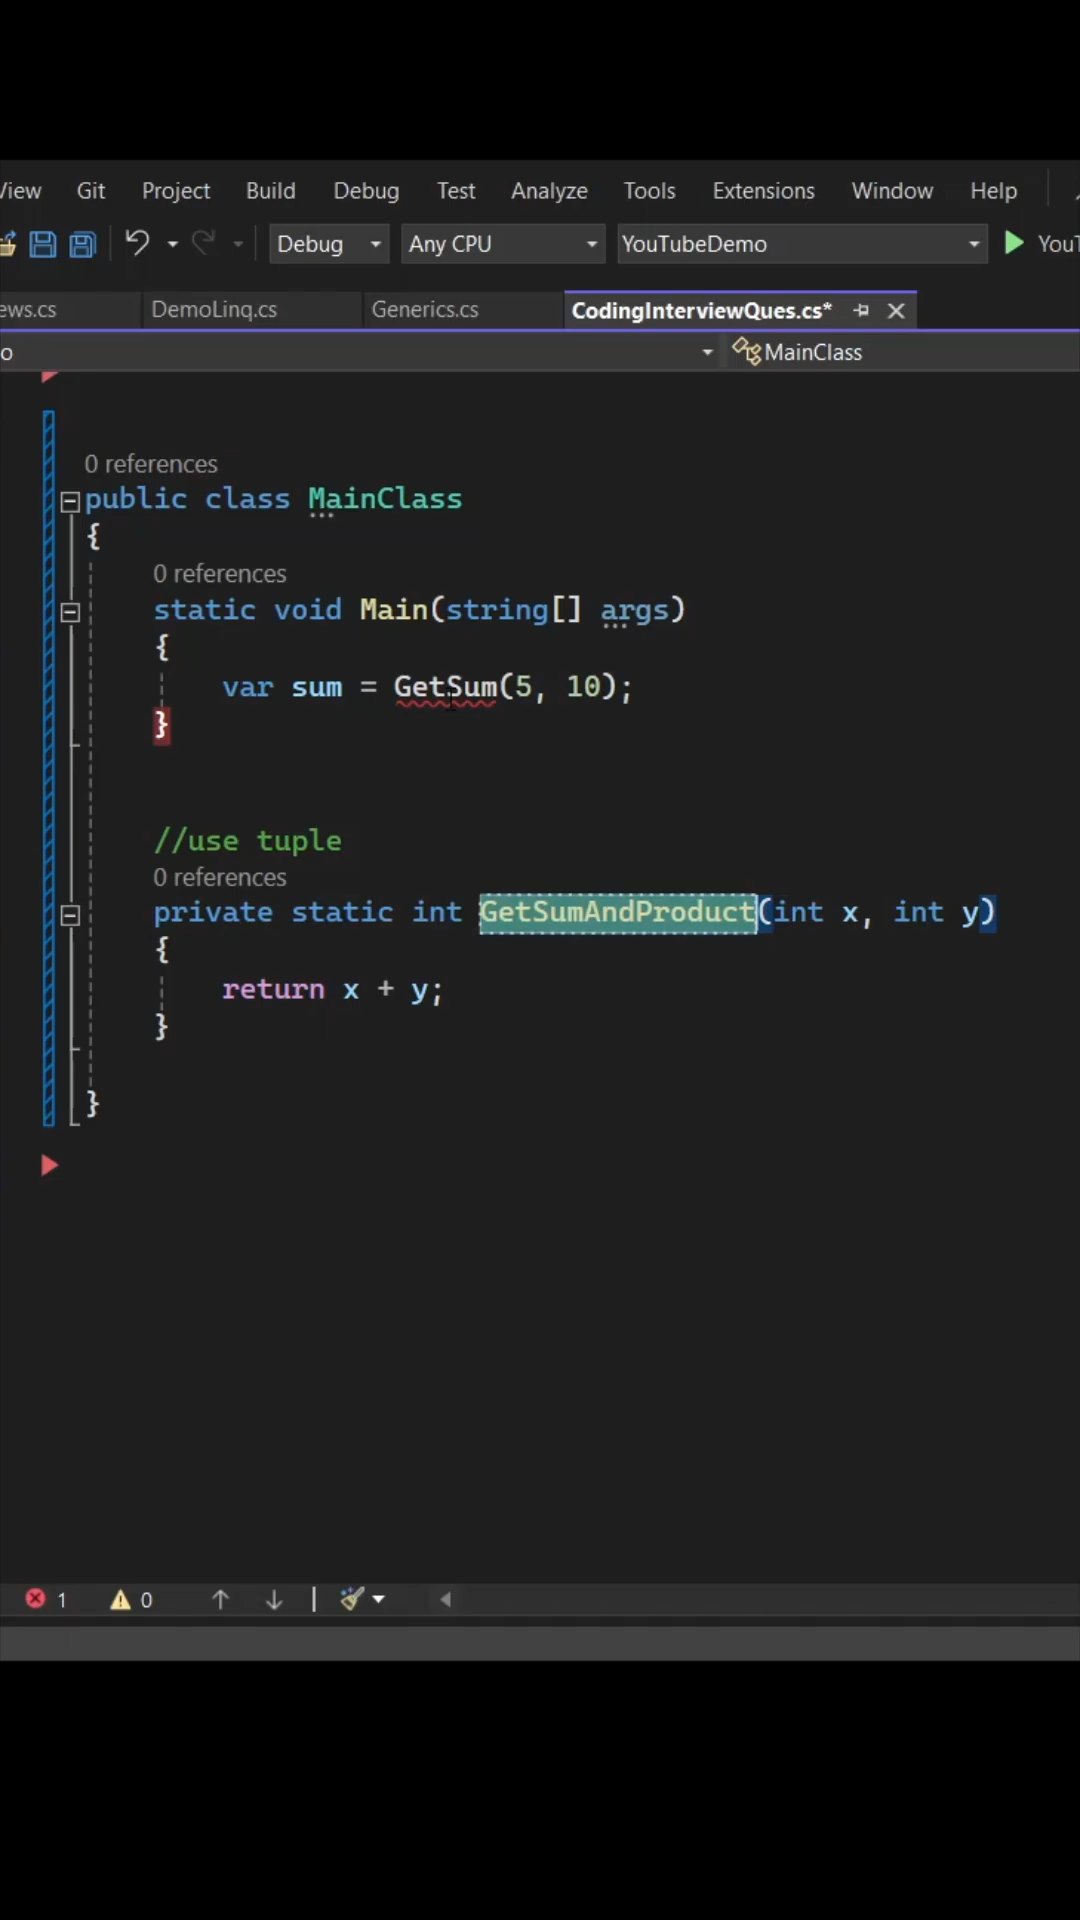 View Git Project Build Debug Test Analyze Tools Extensions Window Help
Debug Any CPU YouTubeDemo YouT
ews.cs DemoLinq.cs Generics.cs CodingInterviewQues.cs*
o MainClass
0 references
public class MainClass
{
0 references
static void Main(string[] args)
{
var sum = GetSum(5, 10);
}
//use tuple
0 references
private static int GetSumAndProduct(int x, int y)
{
return x + y;
}
}
1 0